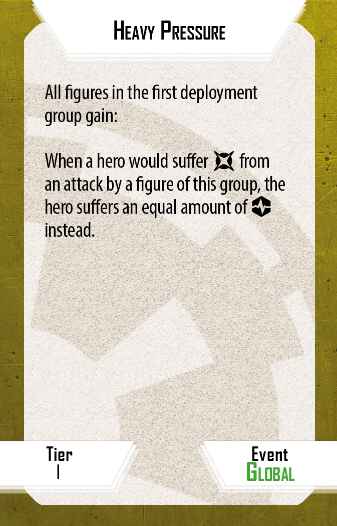 HEAVY PRESSURE
All figures in the first deployment
group gain:
When a hero would suffer from
an attack by a figure of this group, the
hero suffers an equal amount of
instead.
Tier
I
Event
GLOBAL